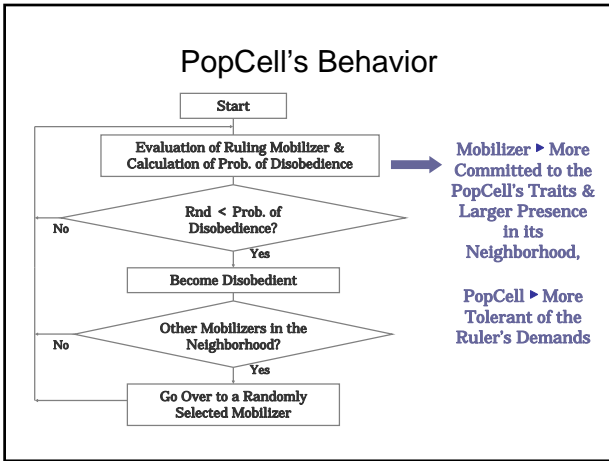 PopCell's Behavior
Start
Evaluation of Ruling Mobilizer &
Calculation of Prob. of Disobedience
Rnd < Prob. of
Disobedience?
No
Yes
Become Disobedient
Other Mobilizers in the
Neighborhood?
No
Yes
Go Over to a Randomly
Selected Mobilizer
Mobilizer ▶ More
Committed to the
PopCell's Traits &
Larger Presence
in its
Neighborhood,
PopCell ▶ More
Tolerant of the
Ruler's Demands